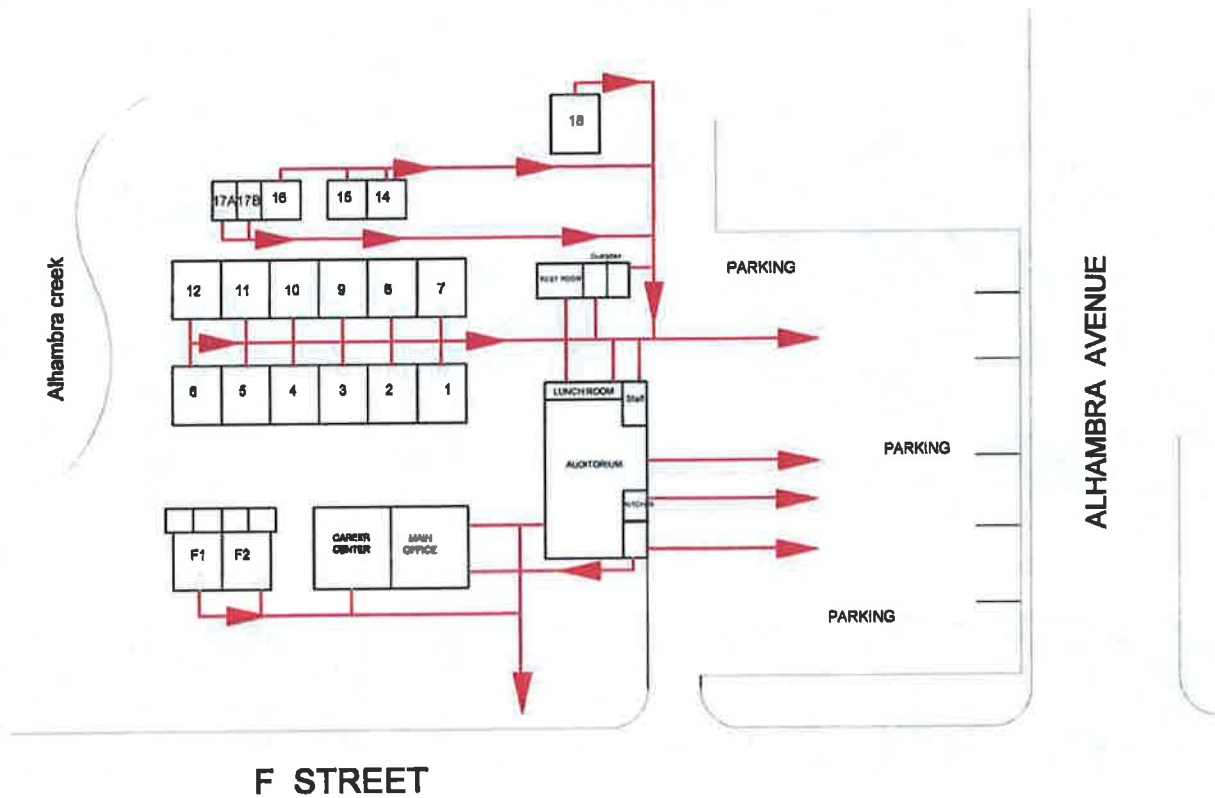 18
17A
17B
16
15
14
Alhambra creek
12
11
10
9
8
7
REST ROOM
PARKING
ALHAMBRA AVENUE
6
5
4
3
2
1
LUNCH ROOM
Staff
AUDITORIUM
PARKING
KITCHEN
F1
F2
CAREER
CENTER
MAIN
OFFICE
PARKING
F STREET